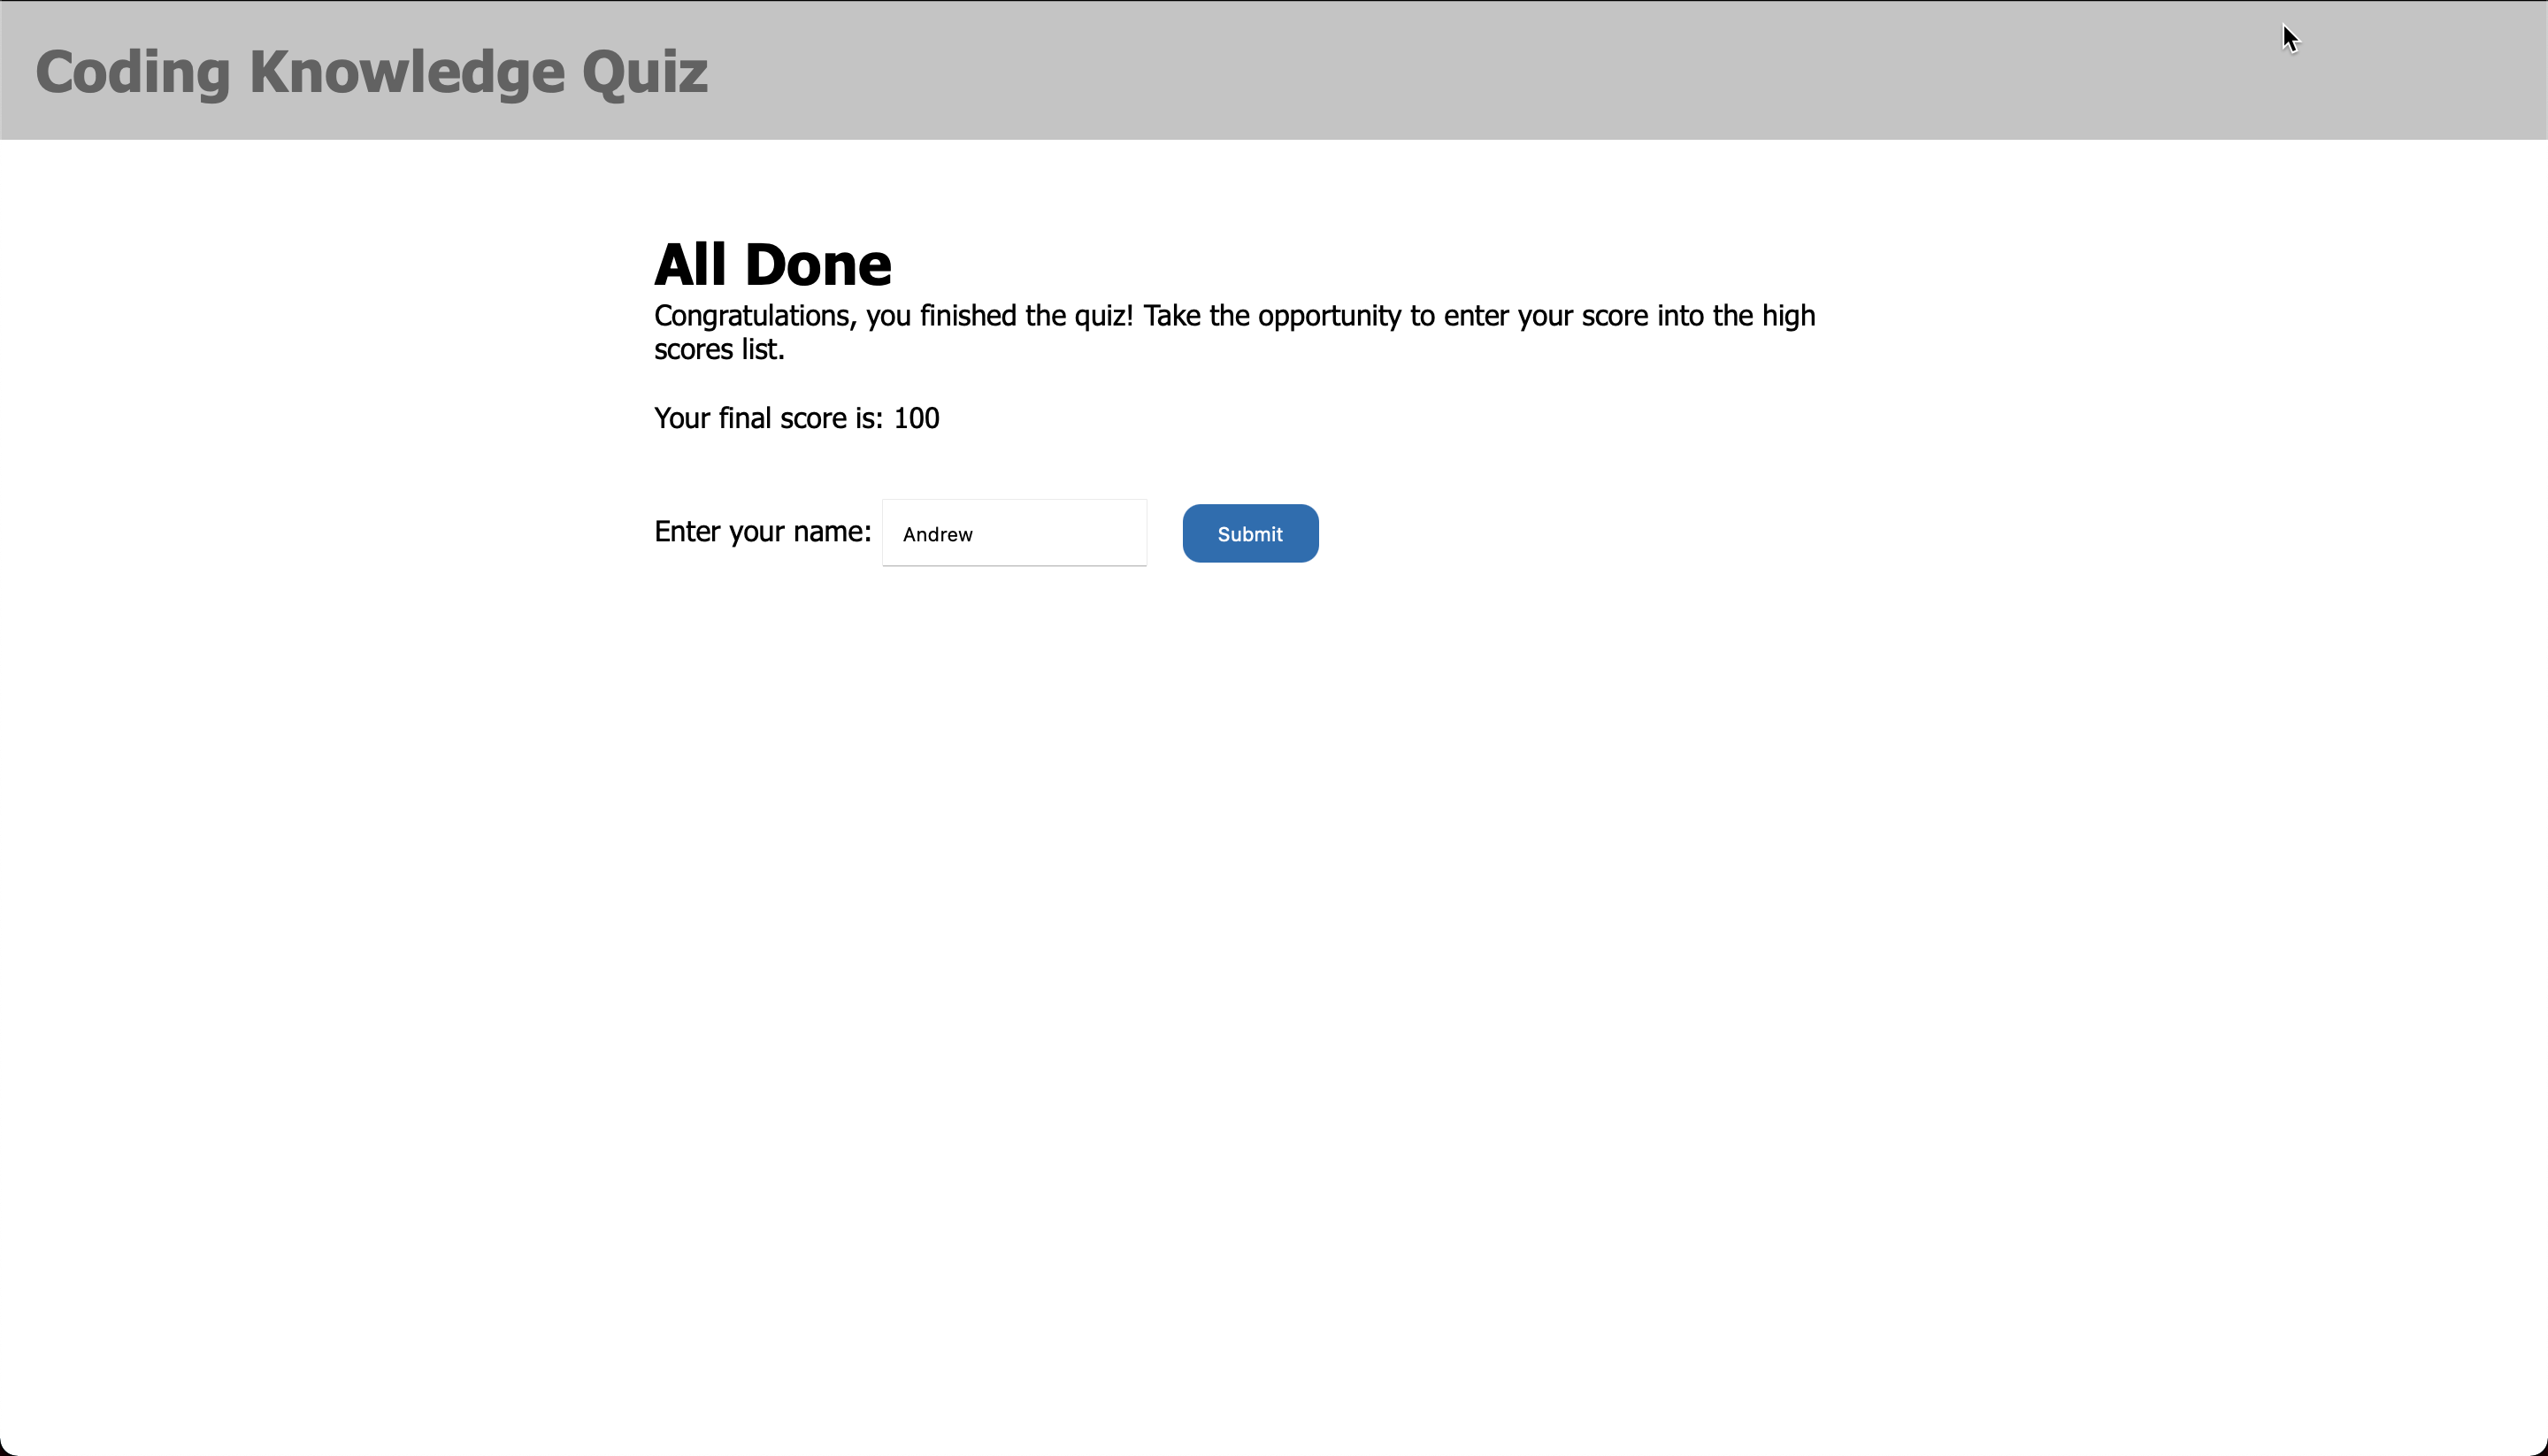 Coding Knowledge Quiz
All Done
Congratulations, you finished the quiz! Take the opportunity to enter your score into the high
scores list.
Your final score is: 100
Enter your name: Andrew Submit